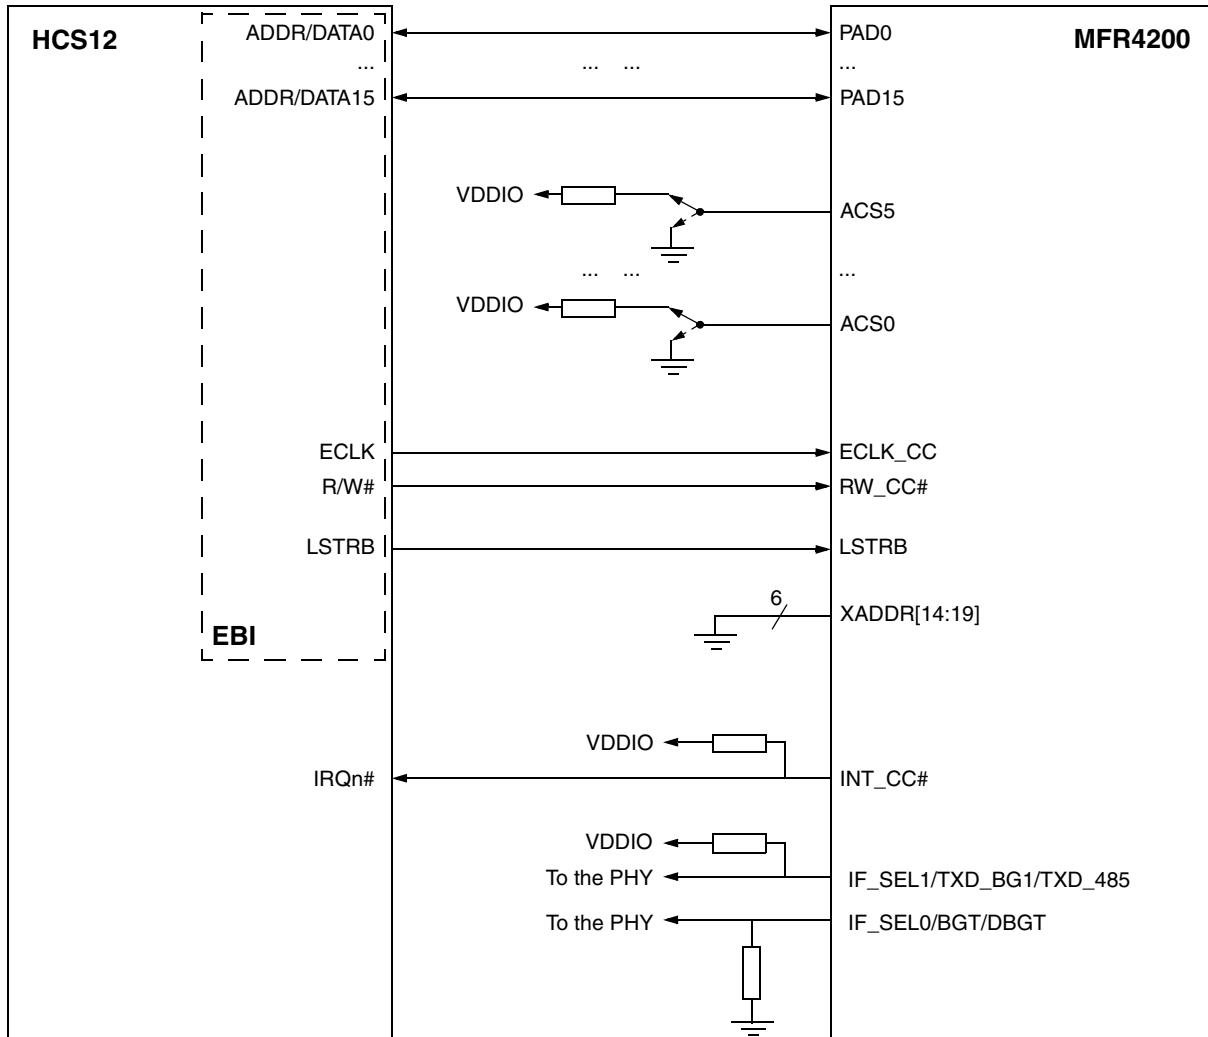 HCS12
MFR4200
ADDR/DATA0
PAD0
...
... ...
...
ADDR/DATA15
PAD15
VDDIO
ACS5
... ...
...
VDDIO
ACS0
ECLK
ECLK_CC
R/W#
RW_CC#
LSTRB
LSTRB
6
XADDR[14:19]
EBI
VDDIO
IRQn#
INT_CC#
VDDIO
To the PHY
IF_SEL1/TXD_BG1/TXD_485
To the PHY
IF_SEL0/BGT/DBGT